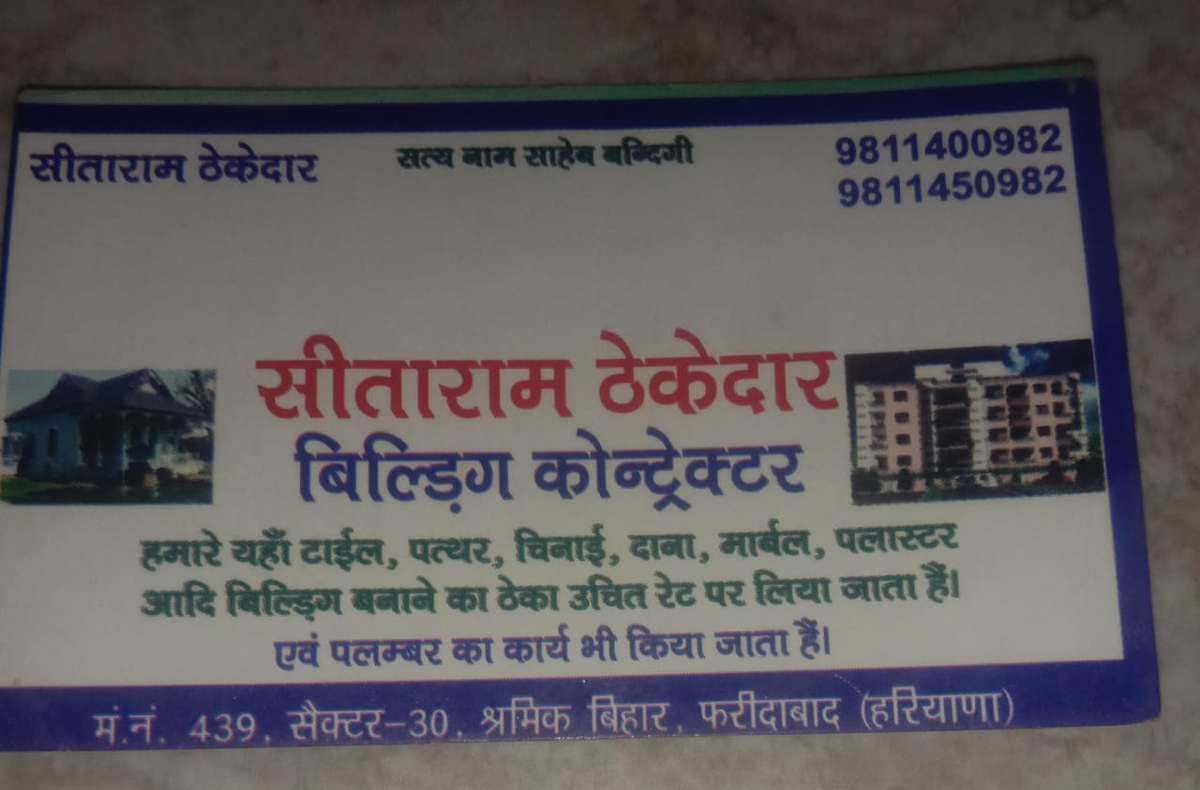 सीताराम ठेकेदार
सत्य नाम साहेब बन्दिगी
9811400982
9811450982
सीताराम ठेकेदार
बिल्ड़िग कोन्ट्रेक्टर
हमारे यहाँ टाईल, पत्थर, चिनाई, दाना, मार्बल, पलास्टर
आदि बिल्ड़िग बनाने का ठेका उचित रेट पर लिया जाता हैं।
एवं पलम्बर का कार्य भी किया जाता हैं।
मं.नं. 439, सैक्टर-30, श्रमिक बिहार, फरीदाबाद (हरियाणा)